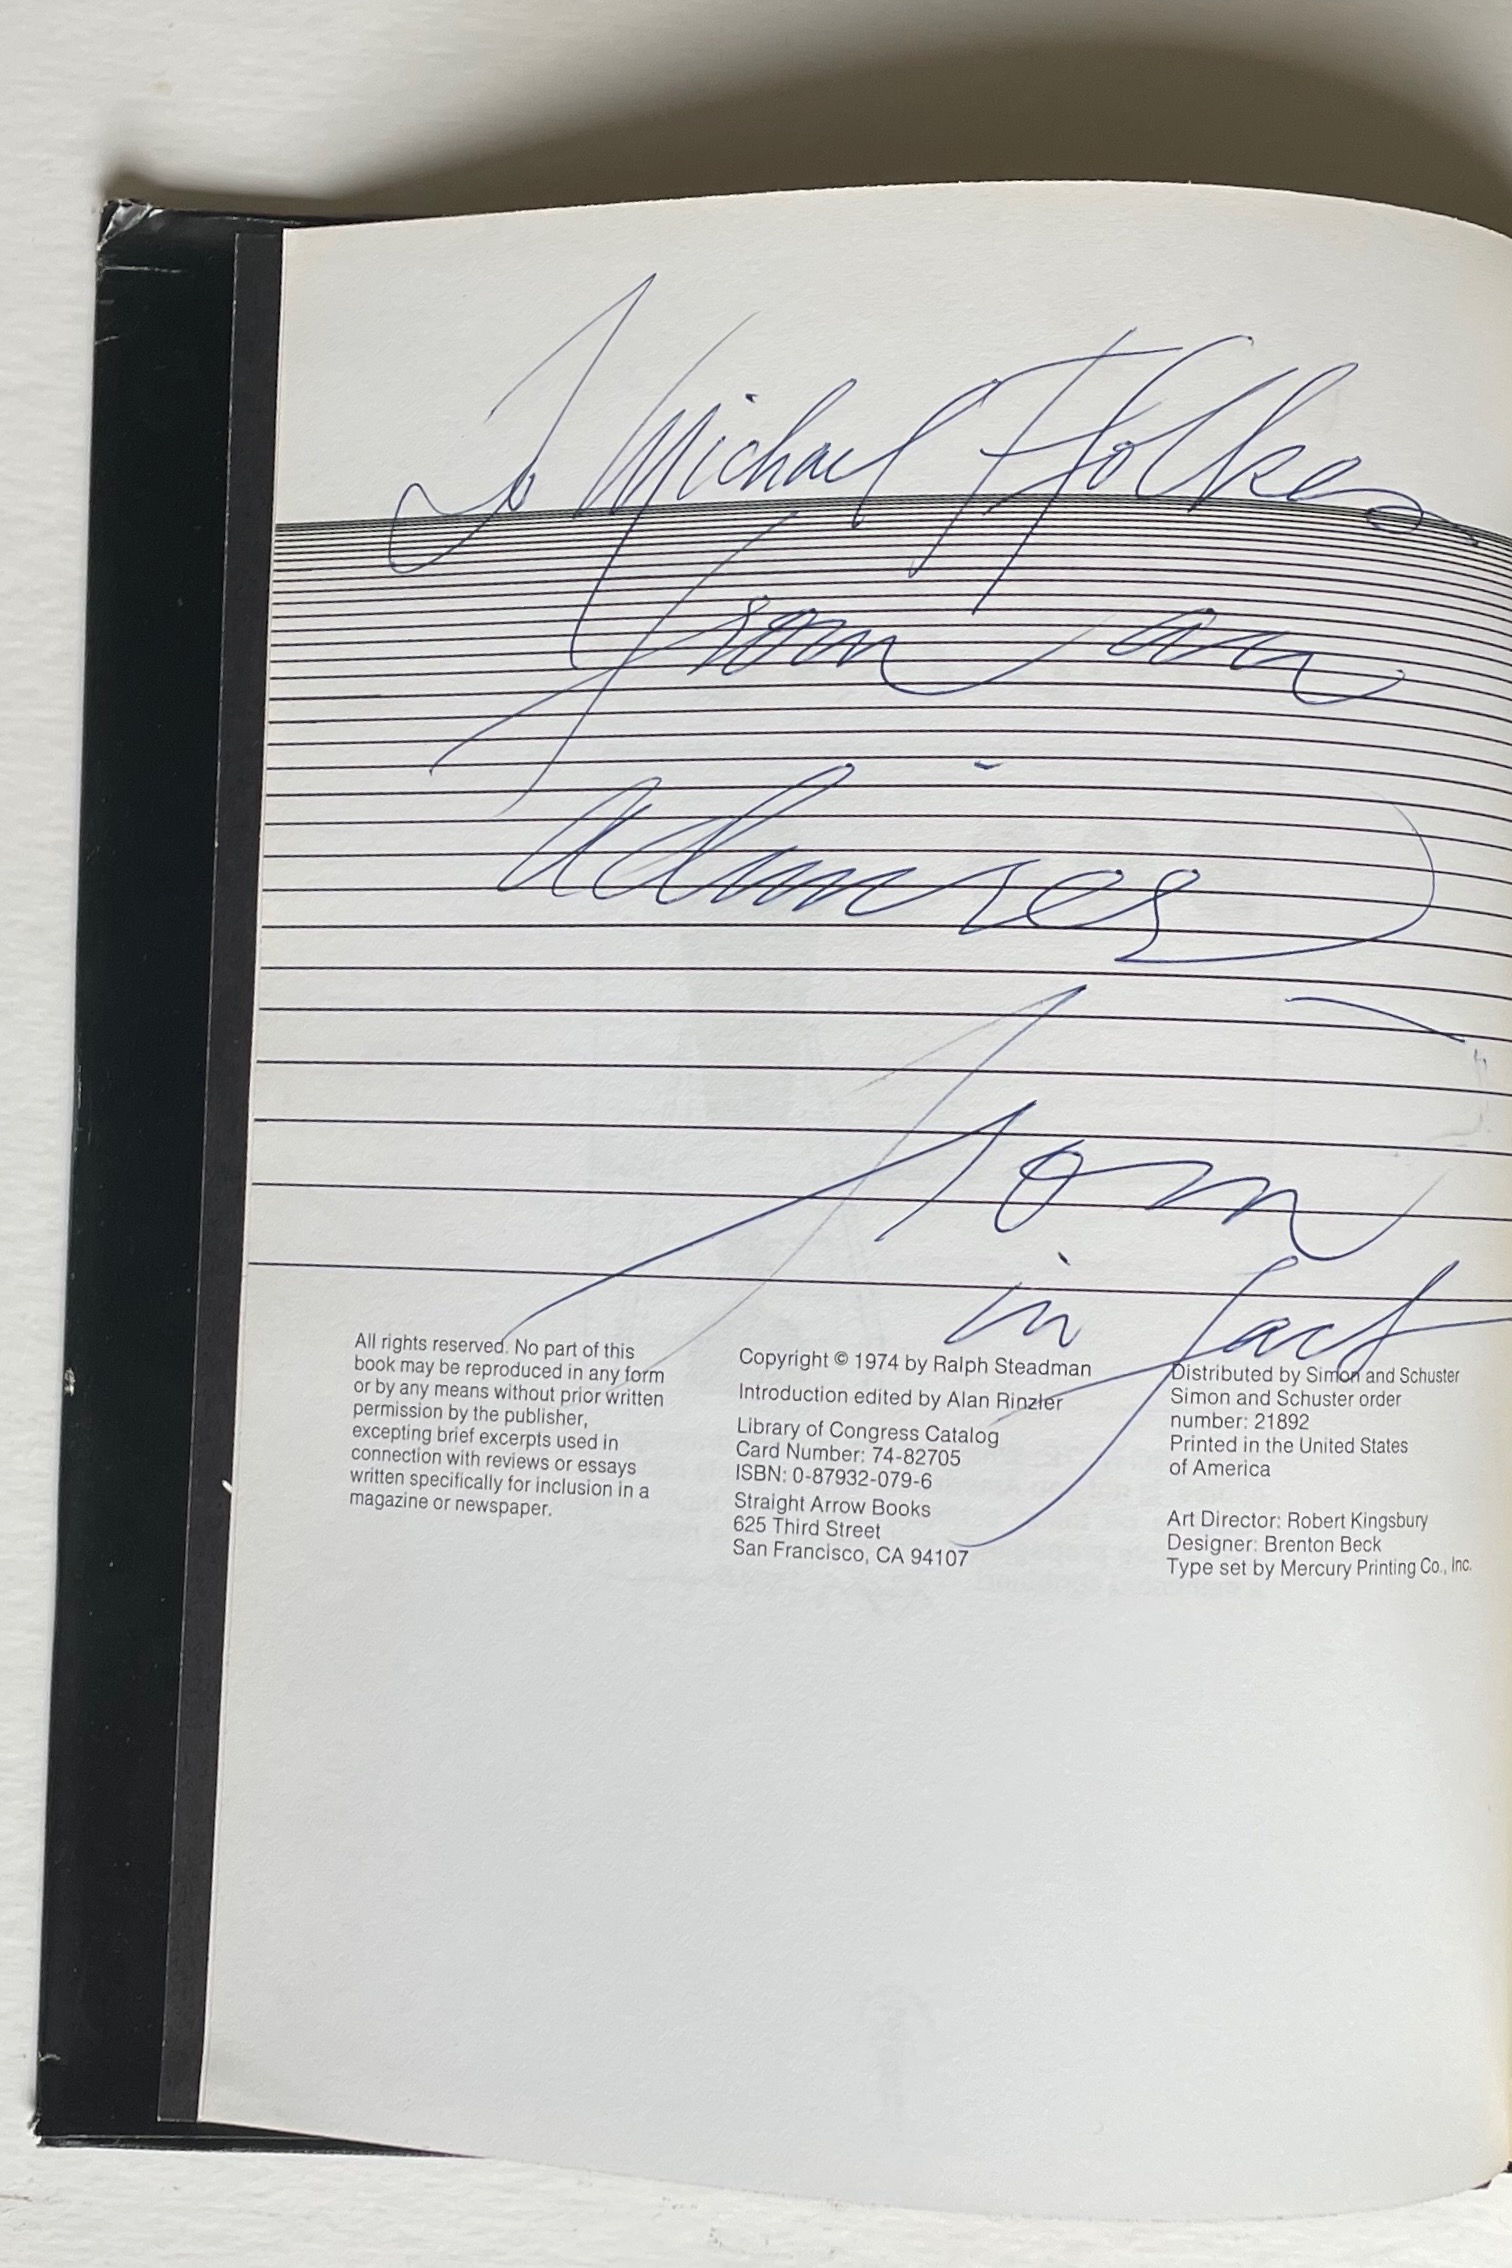 To Michael ffolkes
from an
admirer
from
in fact
All rights reserved. No part of this
book may be reproduced in any form
or by any means without prior written
permission by the publisher,
excepting brief excerpts used in
connection with reviews or essays
written specifically for inclusion in a
magazine or newspaper.
Copyright © 1974 by Ralph Steadman
Introduction edited by Alan Rinzler
Library of Congress Catalog
Card Number: 74-82705
ISBN: 0-87932-079-6
Straight Arrow Books
625 Third Street
San Francisco, CA 94107
Distributed by Simon and Schuster
Simon and Schuster order
number: 21892
Printed in the United States
of America
Art Director: Robert Kingsbury
Designer: Brenton Beck
Type set by Mercury Printing Co., Inc.